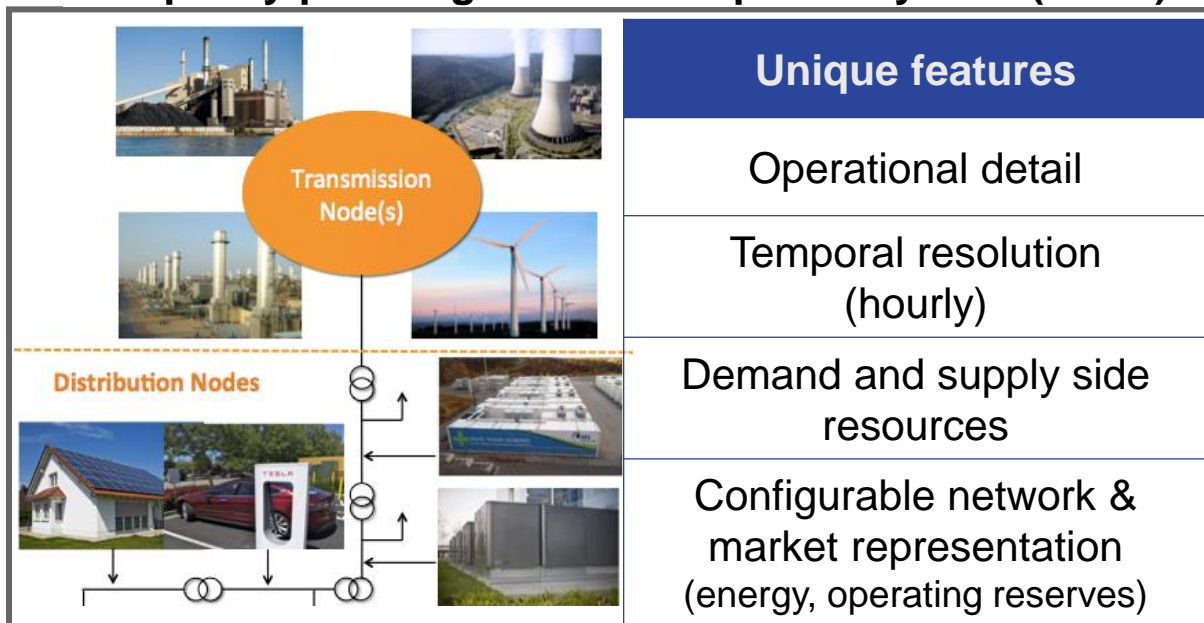 Unique features
Transmission
Node(s)
Operational detail
Temporal resolution
(hourly)
Distribution Nodes
Demand and supply side
resources
TESLA
Configurable network &
market representation
(energy, operating reserves)